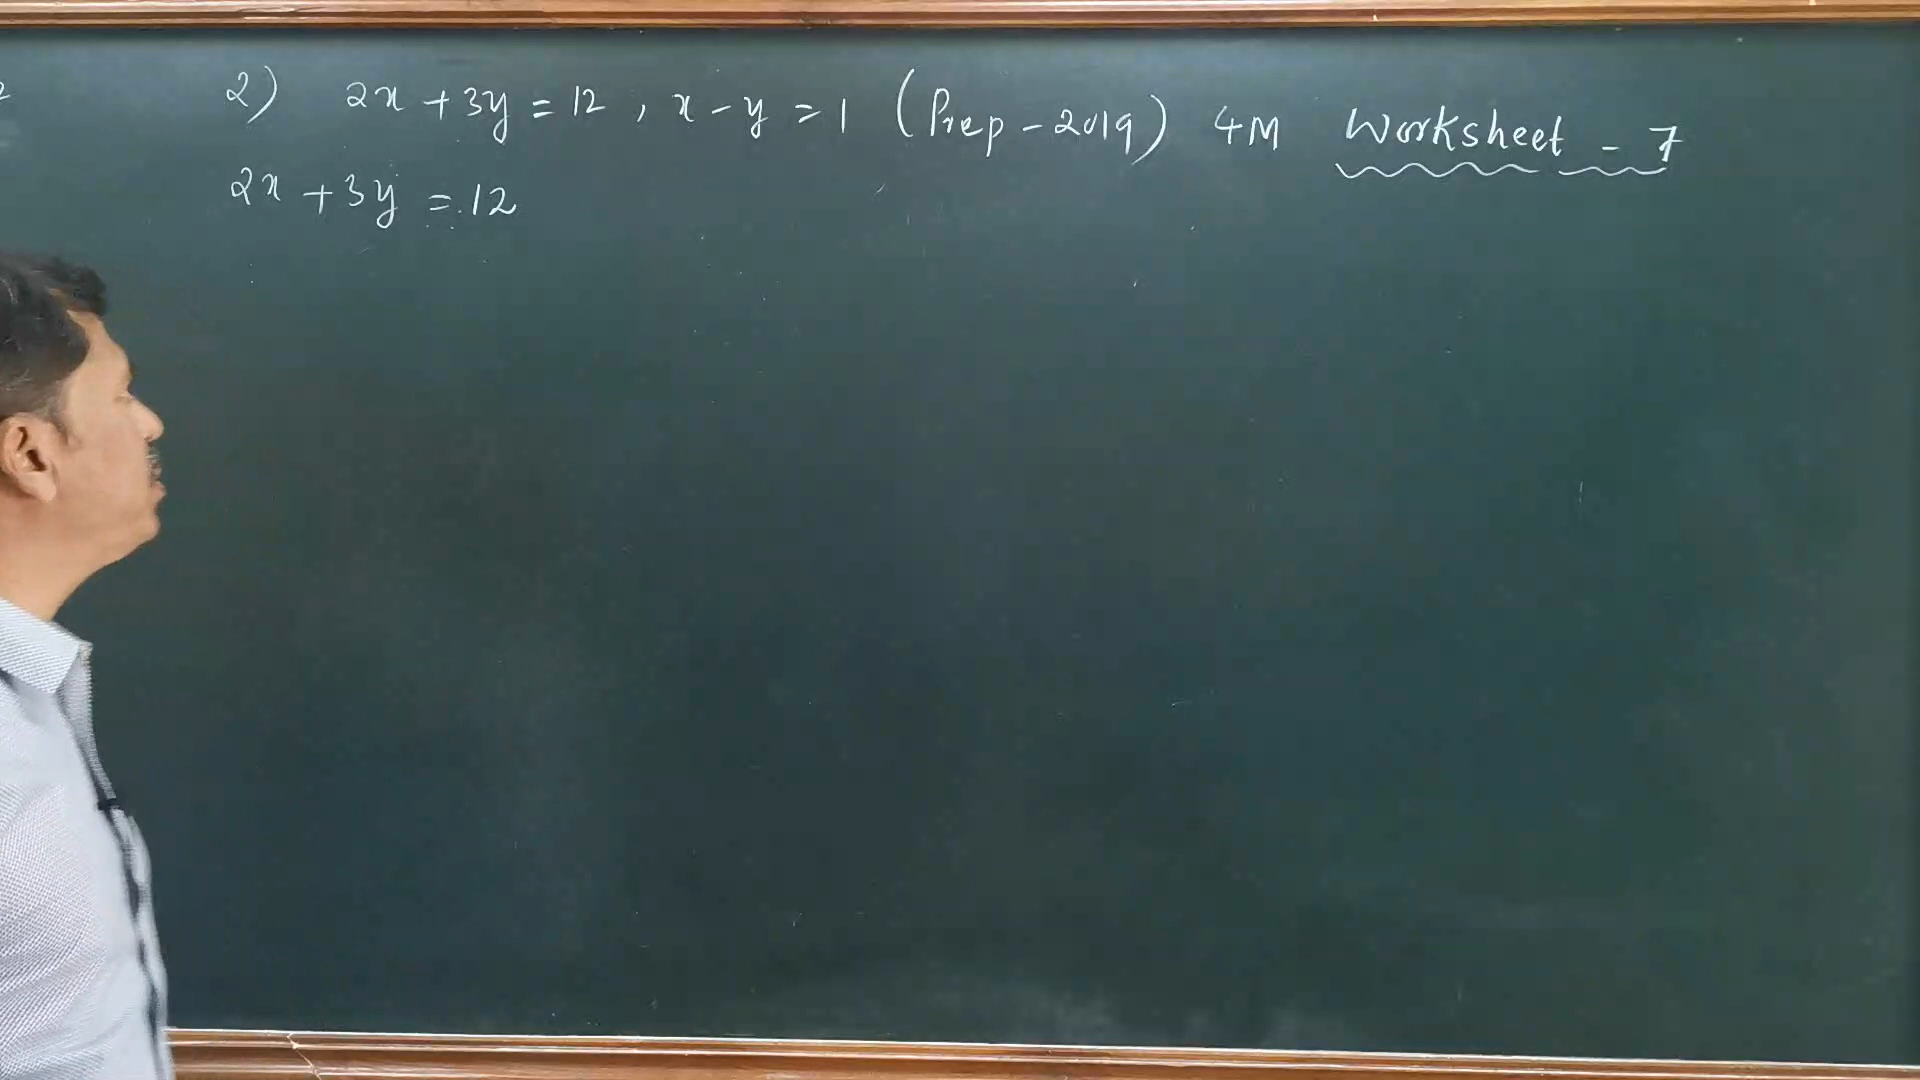 2) 2x + 3y = 12 , x - y = 1 (Prep - 2019) 4M Worksheet - 7
2x + 3y = 12